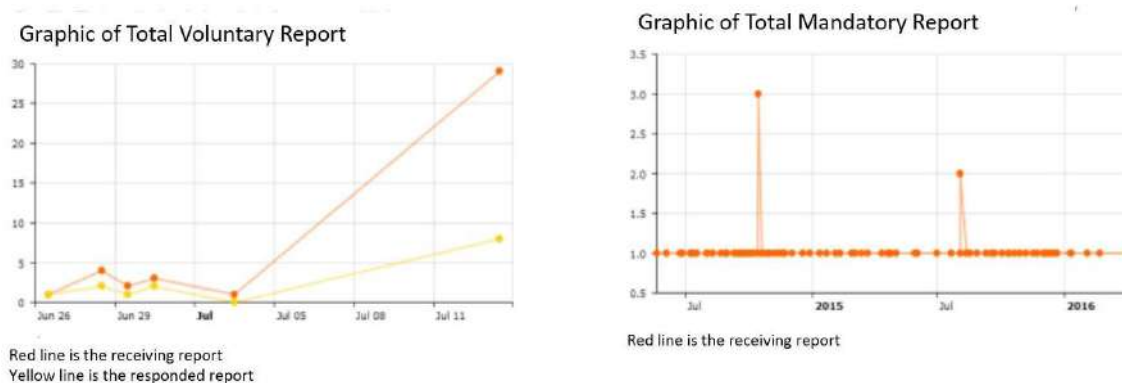 Graphic of Total Voluntary Report
30
25
20
15
10
5
0
Jun 26
Jun 29
Jul
Jul 05
Jul 08
Jul 11
Red line is the receiving report
Yellow line is the responded report
Graphic of Total Mandatory Report
3.5
3.0
2.5
2.0
1.5
1.0
0.5
Jul
2015
Jul
2016
Red line is the receiving report